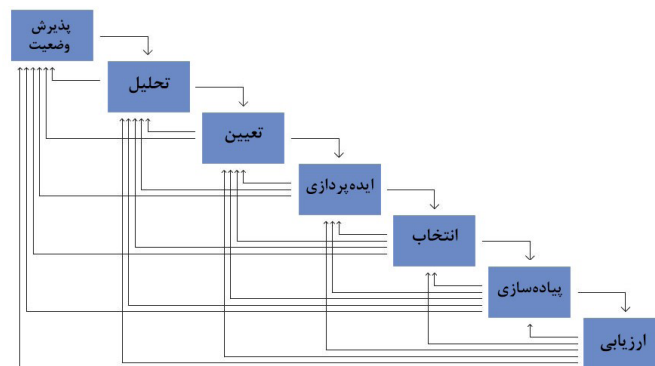 پذیرش
وضعیت
تحلیل
تعیین
ایده‌پردازی
انتخاب
پیاده‌سازی
ارزیابی